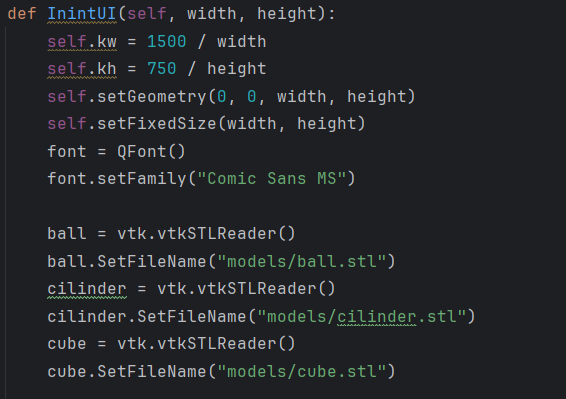 def InintUI(self, width, height):
    self.kw = 1500 / width
    self.kh = 750 / height
    self.setGeometry(0, 0, width, height)
    self.setFixedSize(width, height)
    font = QFont()
    font.setFamily("Comic Sans MS")

    ball = vtk.vtkSTLReader()
    ball.SetFileName("models/ball.stl")
    cilinder = vtk.vtkSTLReader()
    cilinder.SetFileName("models/cilinder.stl")
    cube = vtk.vtkSTLReader()
    cube.SetFileName("models/cube.stl")